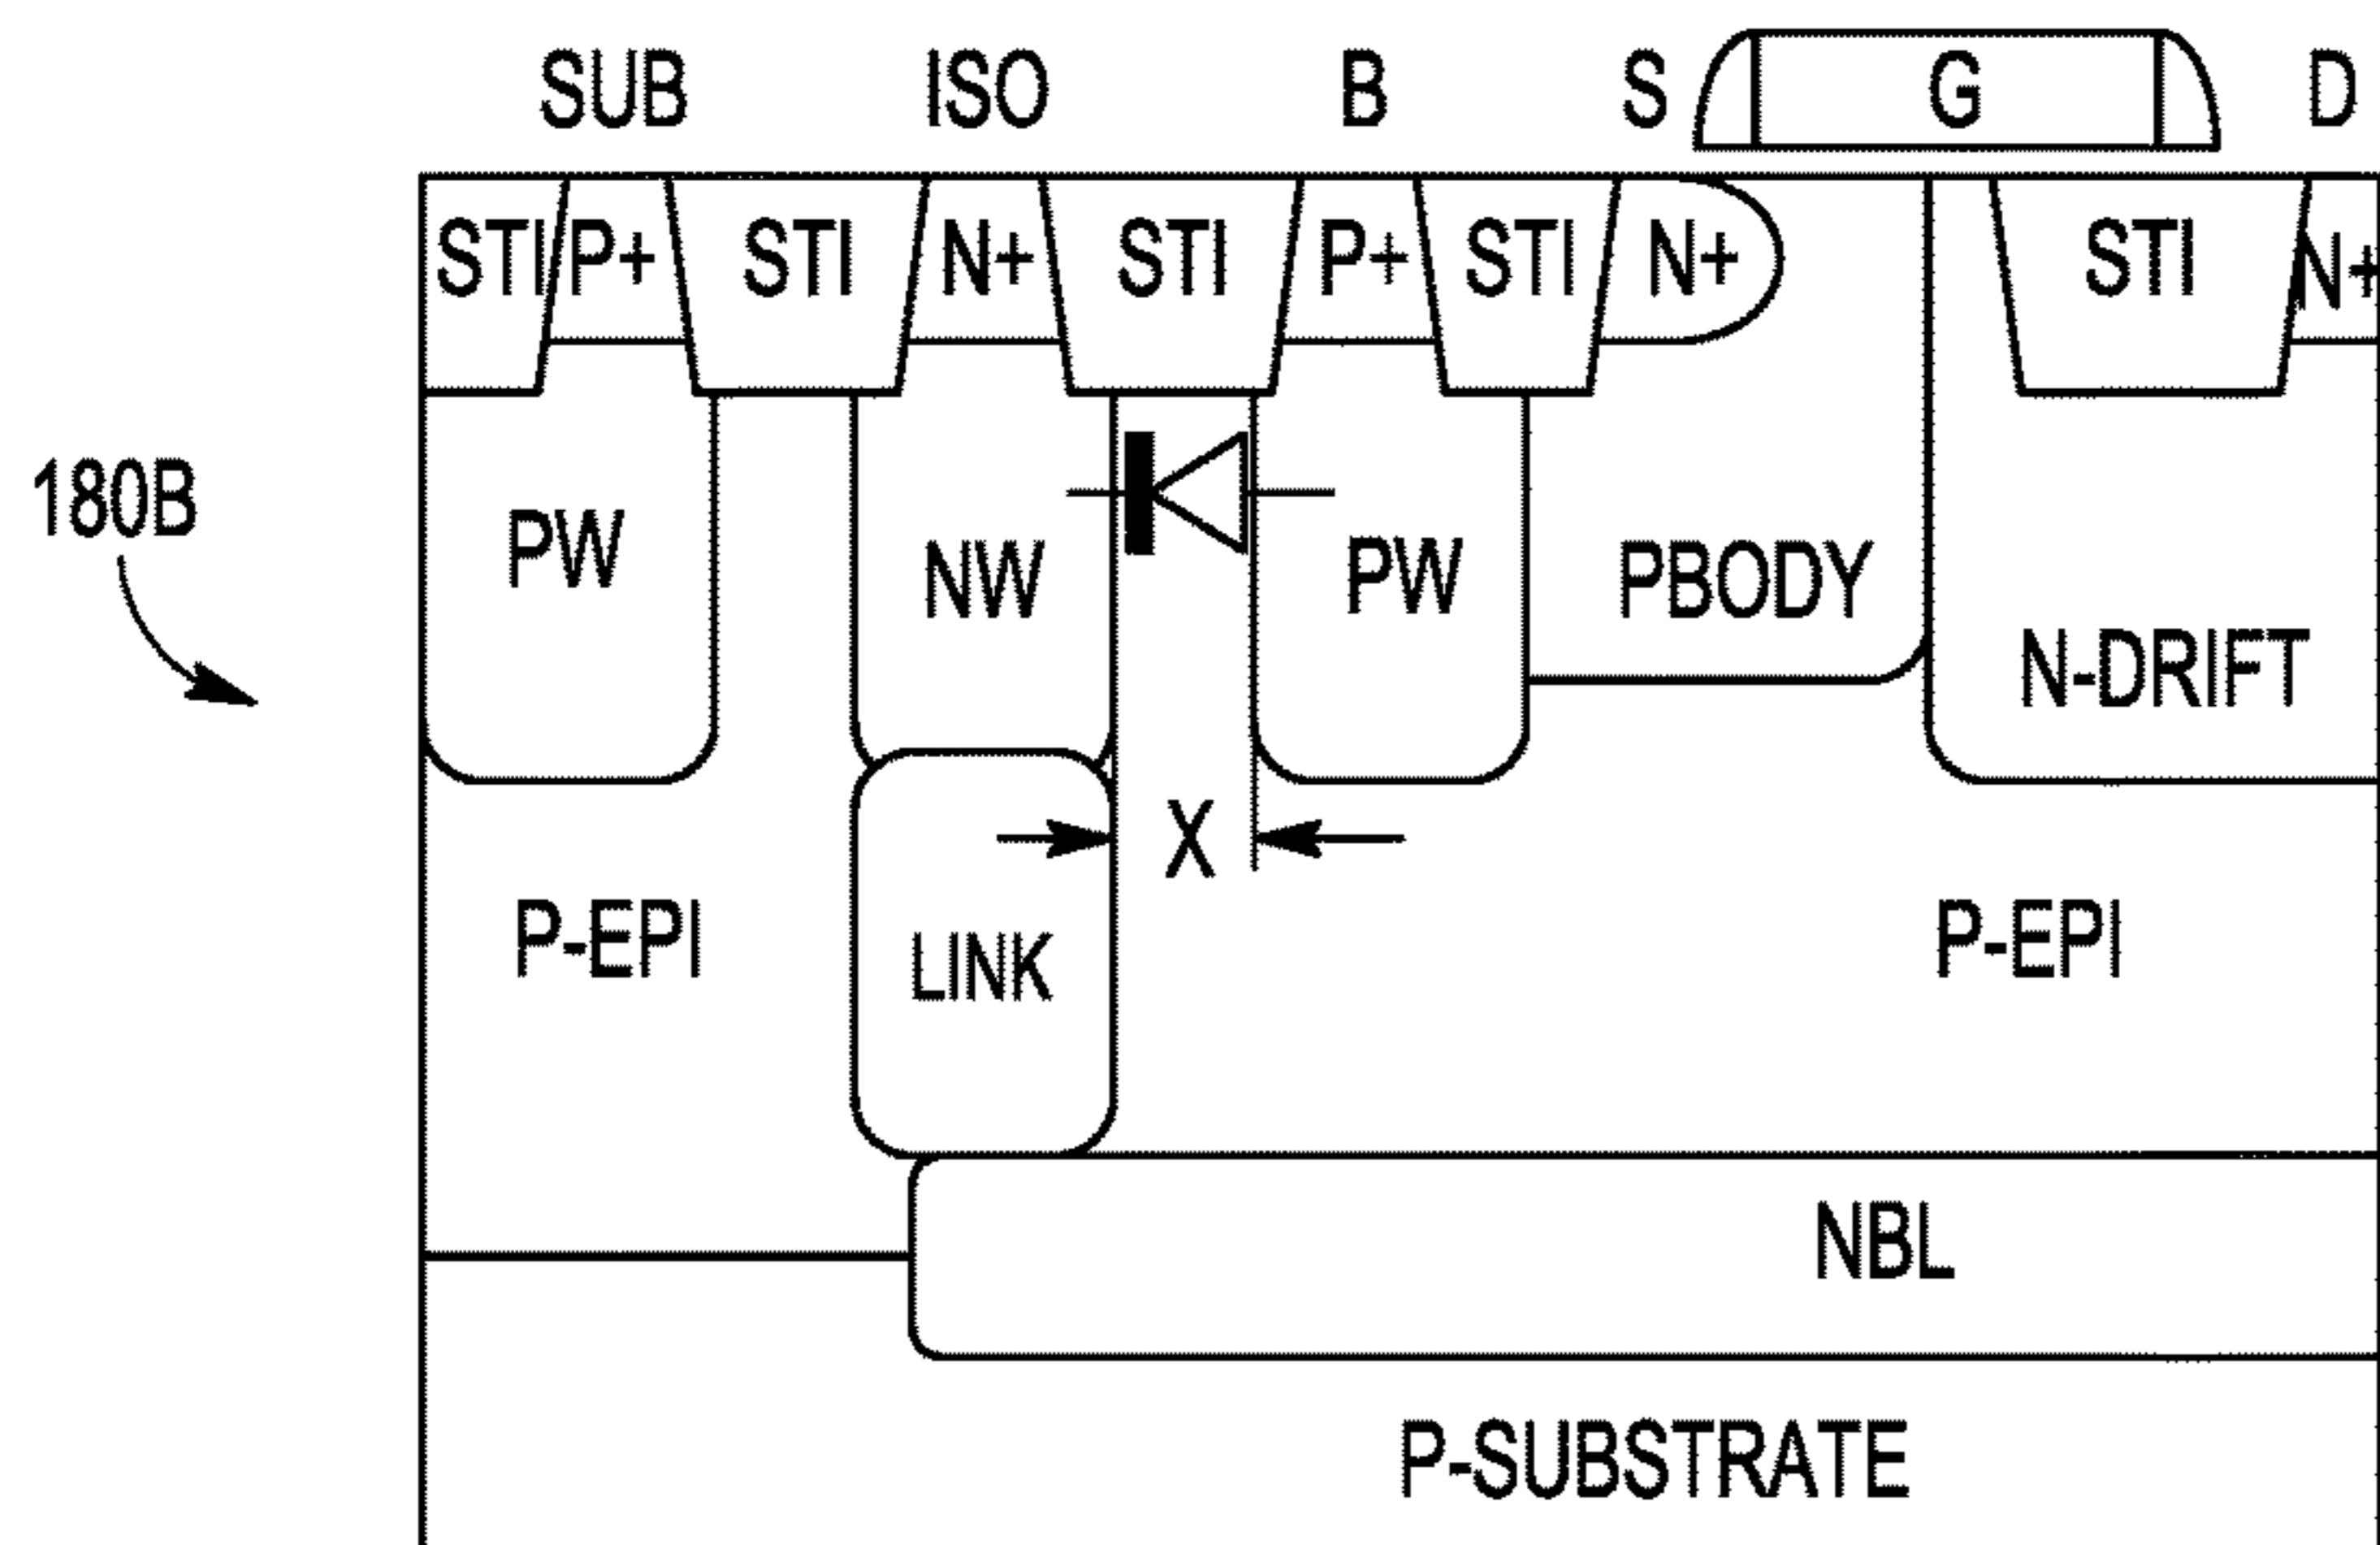 SUB ISO B S G D
STI P+ STI N+ STI P+ STI N+ STI N+
180B
PW NW PW PBODY
N-DRIFT
X
P-EPI LINK P-EPI
NBL
P-SUBSTRATE